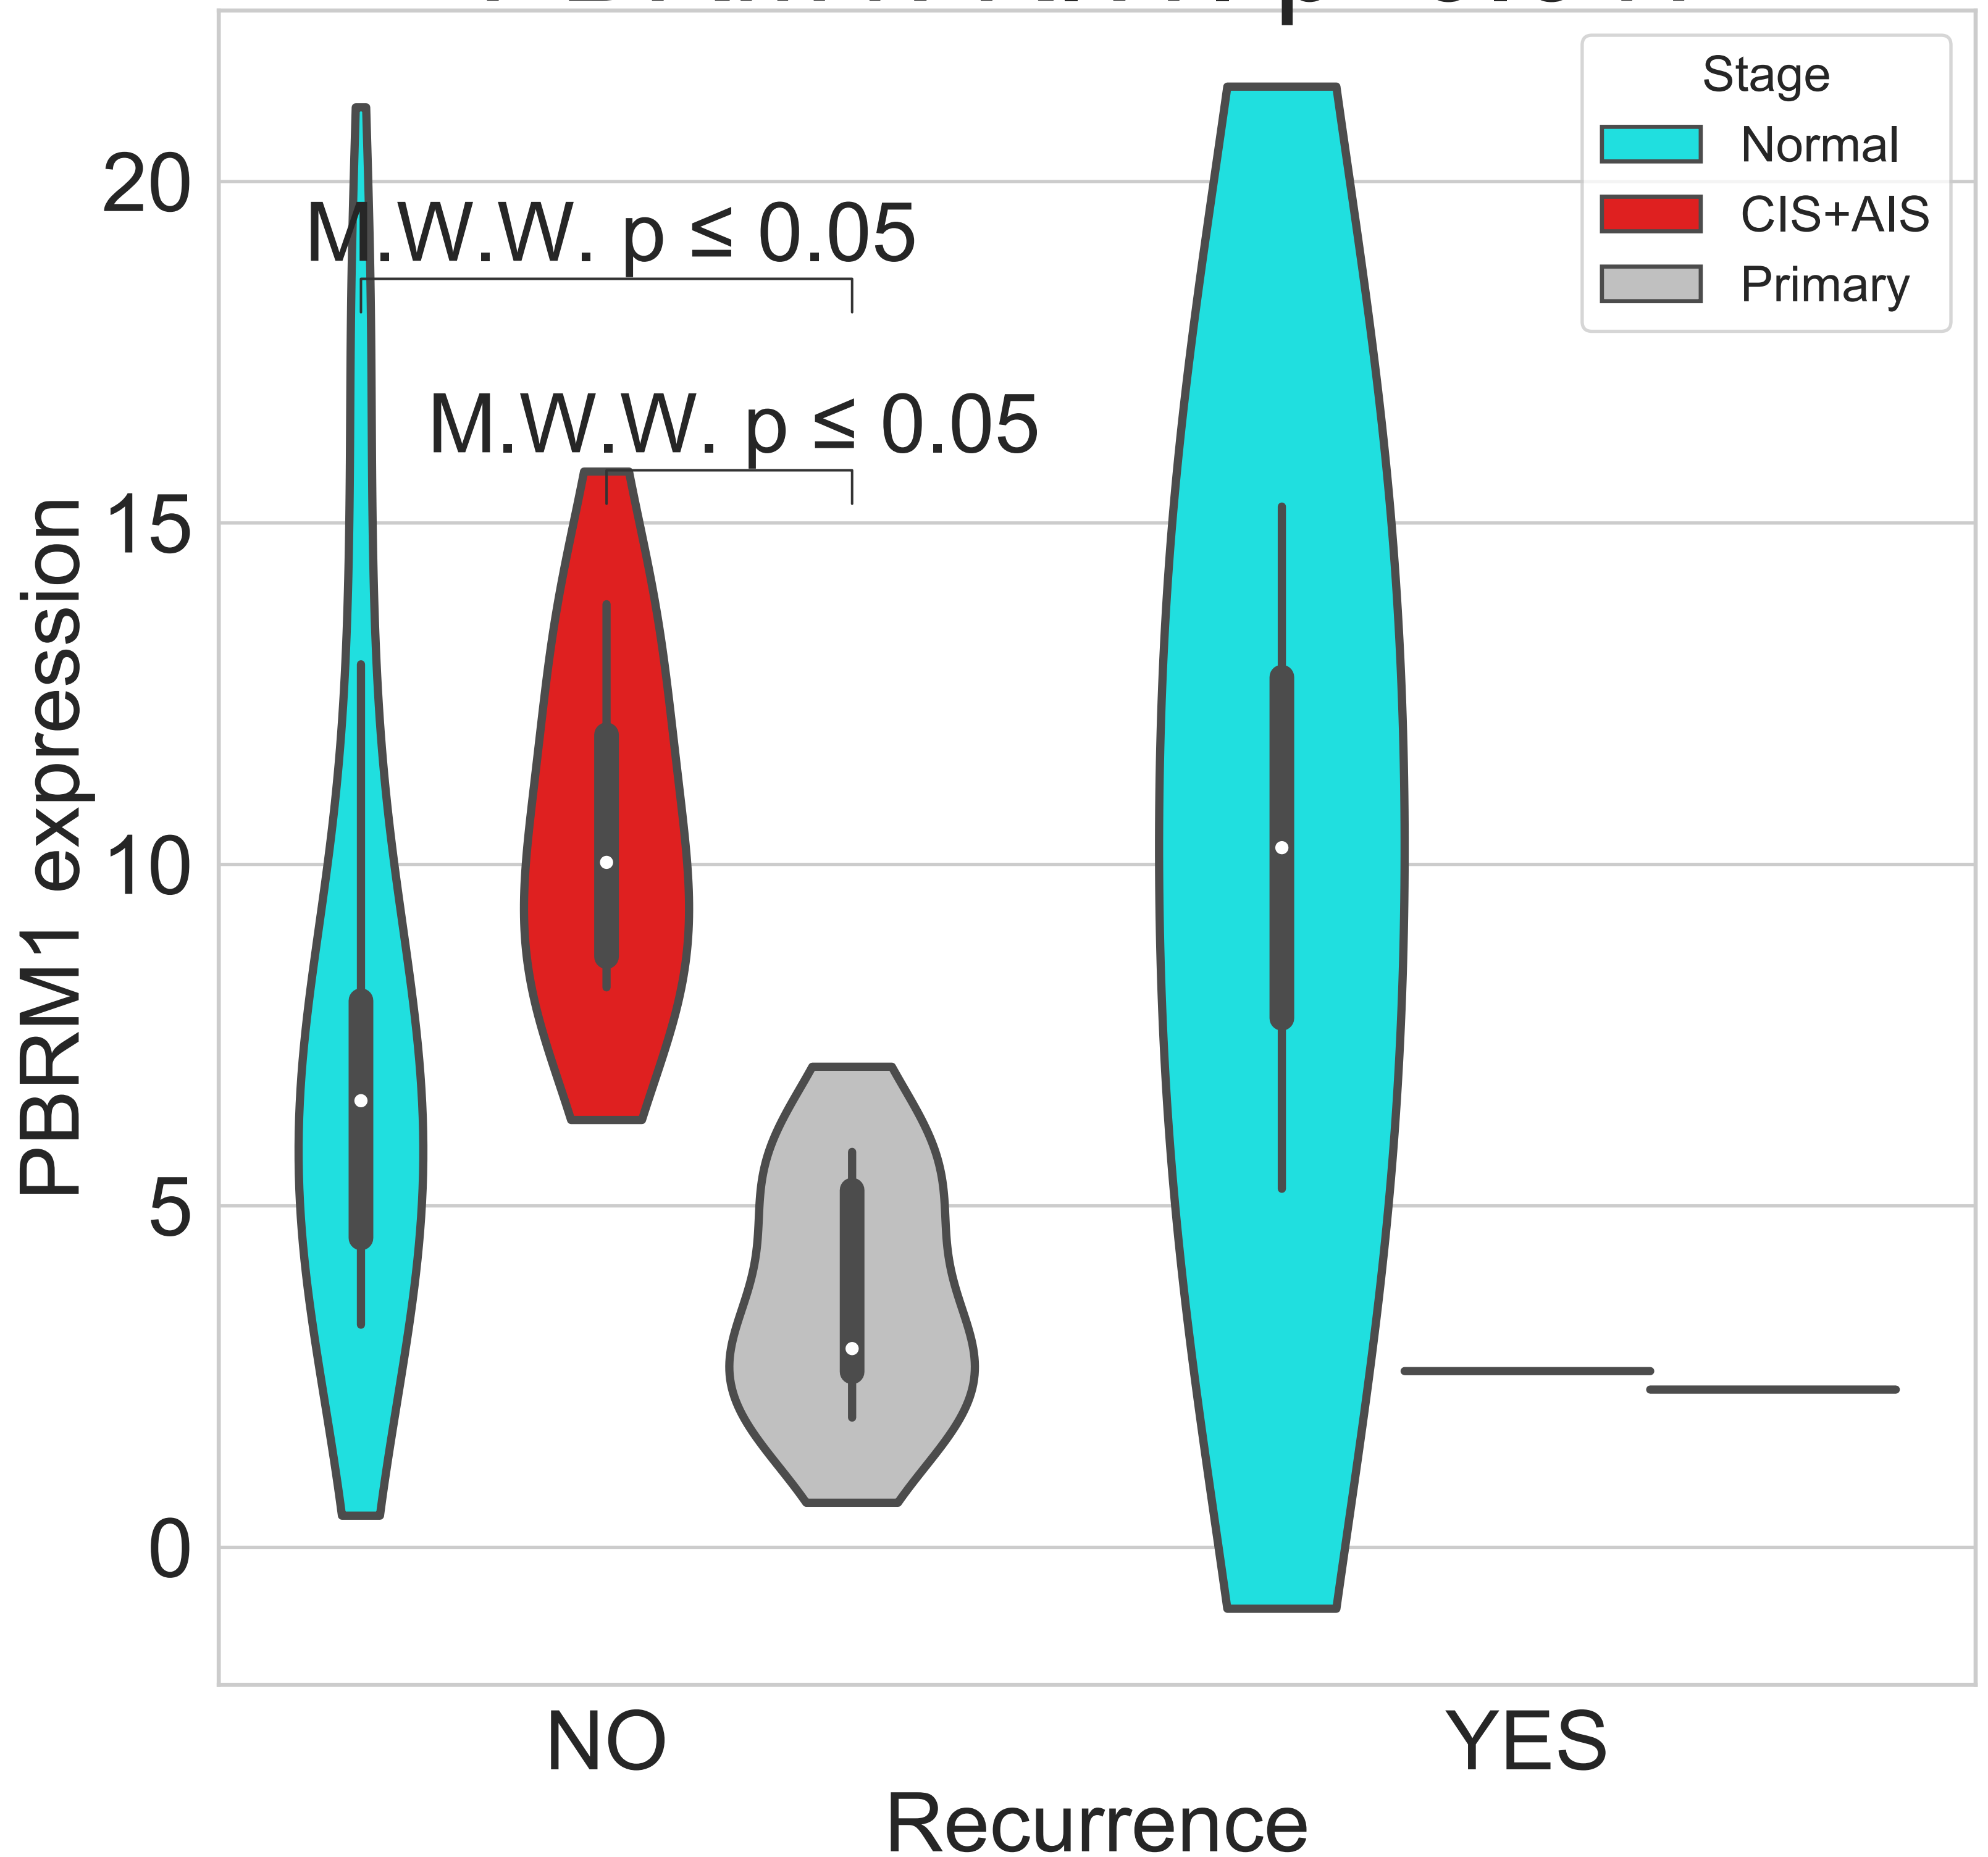 Stage
Normal
CIS+AIS
Primary
M.W.W. p ≤ 0.05
M.W.W. p ≤ 0.05
20
15
10
5
0
PBRM1 expression
NO
YES
Recurrence